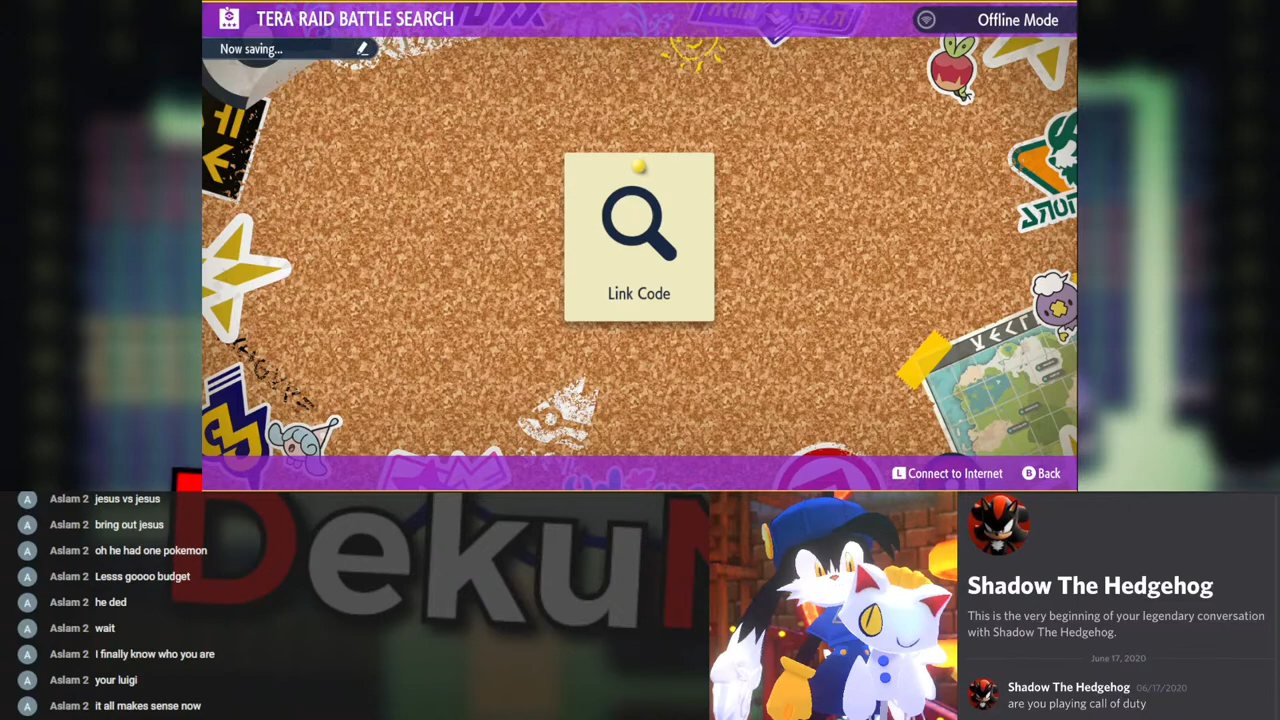 TERA RAID BATTLE SEARCH
Offline Mode
Now saving...
Link Code
L Connect to Internet
B Back
A Aslam 2 jesus vs jesus
A Aslam 2 bring out jesus
A Aslam 2 oh he had one pokemon
A Aslam 2 Lesss goooo budget
A Aslam 2 he ded
A Aslam 2 wait
A Aslam 2 I finally know who you are
A Aslam 2 your luigi
A Aslam 2 it all makes sense now
Deku
Shadow The Hedgehog
This is the very beginning of your legendary conversation
with Shadow The Hedgehog.
June 17, 2020
Shadow The Hedgehog 06/17/2020
are you playing call of duty